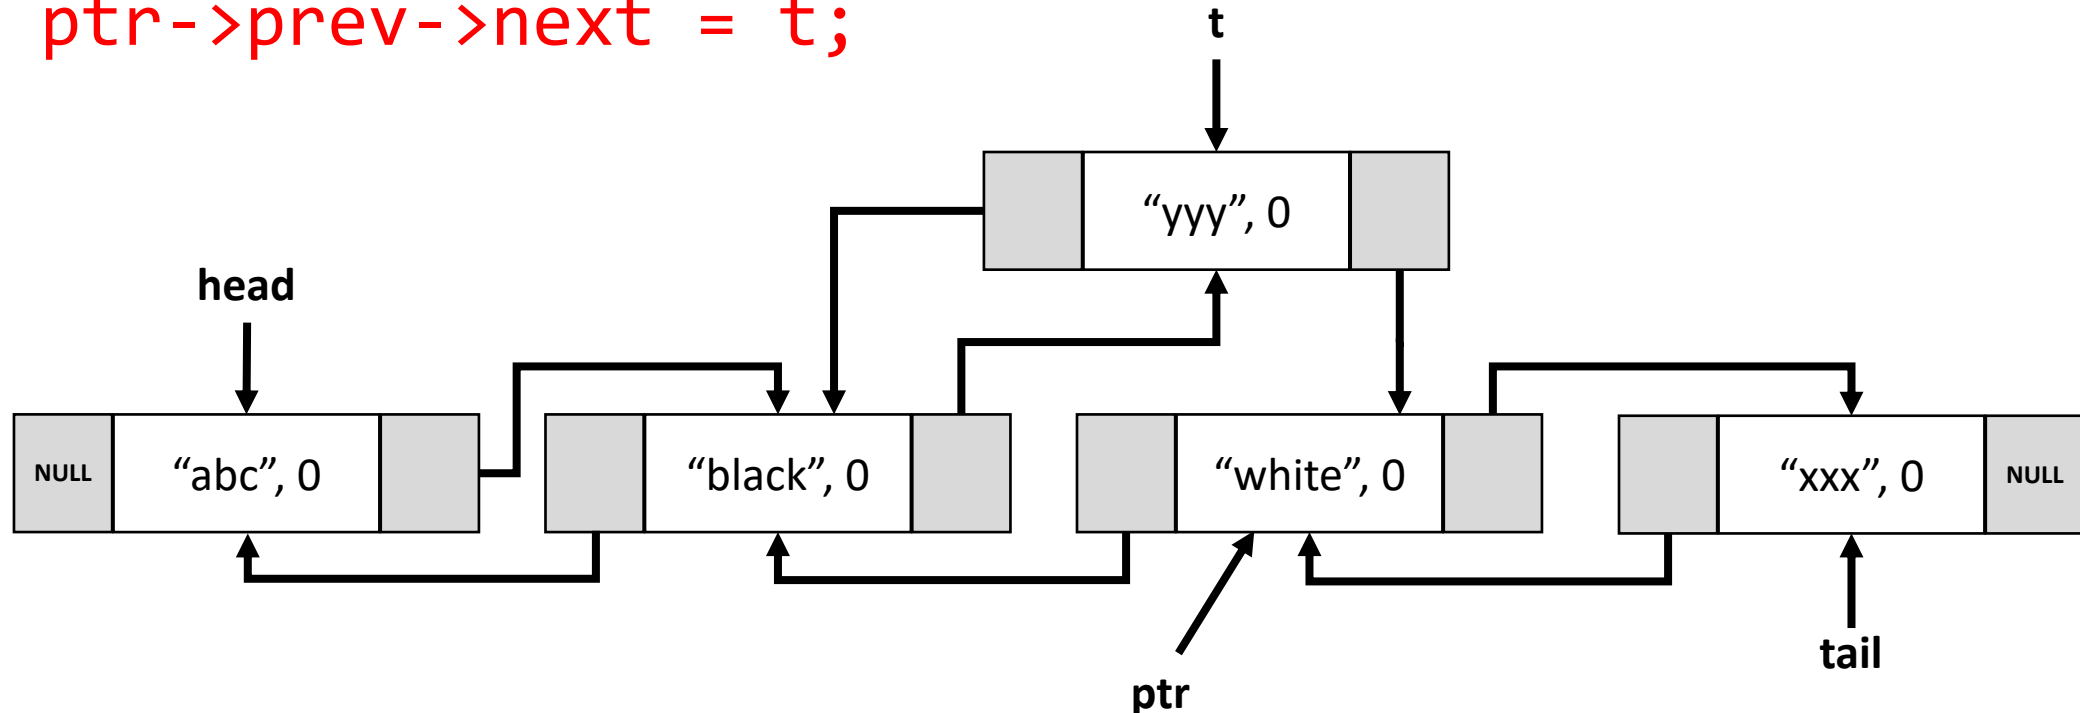 ptr->prev->next = t;
t
“yyy”, 0
head
NULL “abc”, 0 “black”, 0 “white”, 0 “xxx”, 0 NULL
tail
ptr